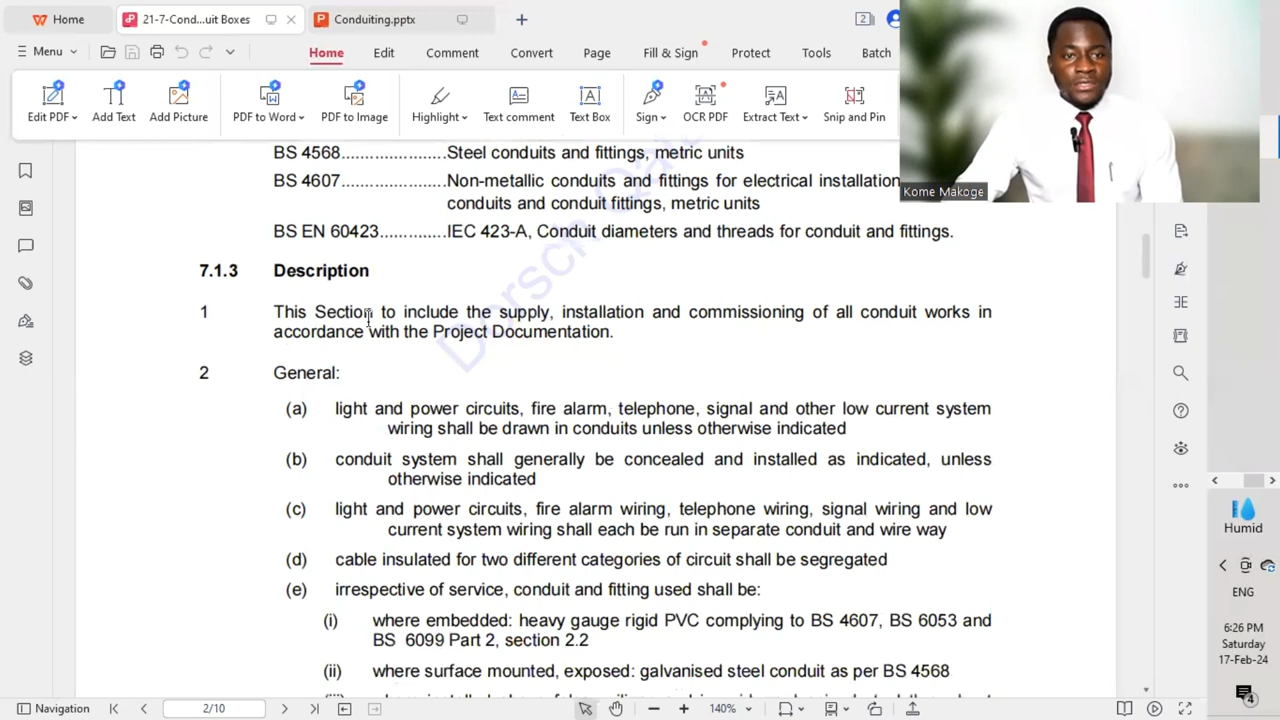 Home
21-7-Cond...uit Boxes
Conduiting.pptx
2
Menu
Home
Edit
Comment
Convert
Page
Fill & Sign
Protect
Tools
Batch
Edit PDF
Add Text
Add Picture
PDF to Word
PDF to Image
Highlight
Text comment
Text Box
Sign
OCR PDF
Extract Text
Snip and Pin
Kome Makoge
BS 4568......................Steel conduits and fittings, metric units
BS 4607......................Non-metallic conduits and fittings for electrical
conduits and conduit fittings, metric units
BS EN 60423..............IEC 423-A, Conduit diameters and threads for conduit and fittings.
7.1.3 Description
1 This Section to include the supply, installation and commissioning of all conduit works in
accordance with the Project Documentation.
2 General:
(a) light and power circuits, fire alarm, telephone, signal and other low current system
wiring shall be drawn in conduits unless otherwise indicated
(b) conduit system shall generally be concealed and installed as indicated, unless
otherwise indicated
(c) light and power circuits, fire alarm wiring, telephone wiring, signal wiring and low
current system wiring shall each be run in separate conduit and wire way
(d) cable insulated for two different categories of circuit shall be segregated
(e) irrespective of service, conduit and fitting used shall be:
(i) where embedded: heavy gauge rigid PVC complying to BS 4607, BS 6053 and
BS 6099 Part 2, section 2.2
(ii) where surface mounted, exposed: galvanised steel conduit as per BS 4568
Dorsch
Humid
ENG
6:26 PM
Saturday
17-Feb-24
4
Navigation
2/10
140%